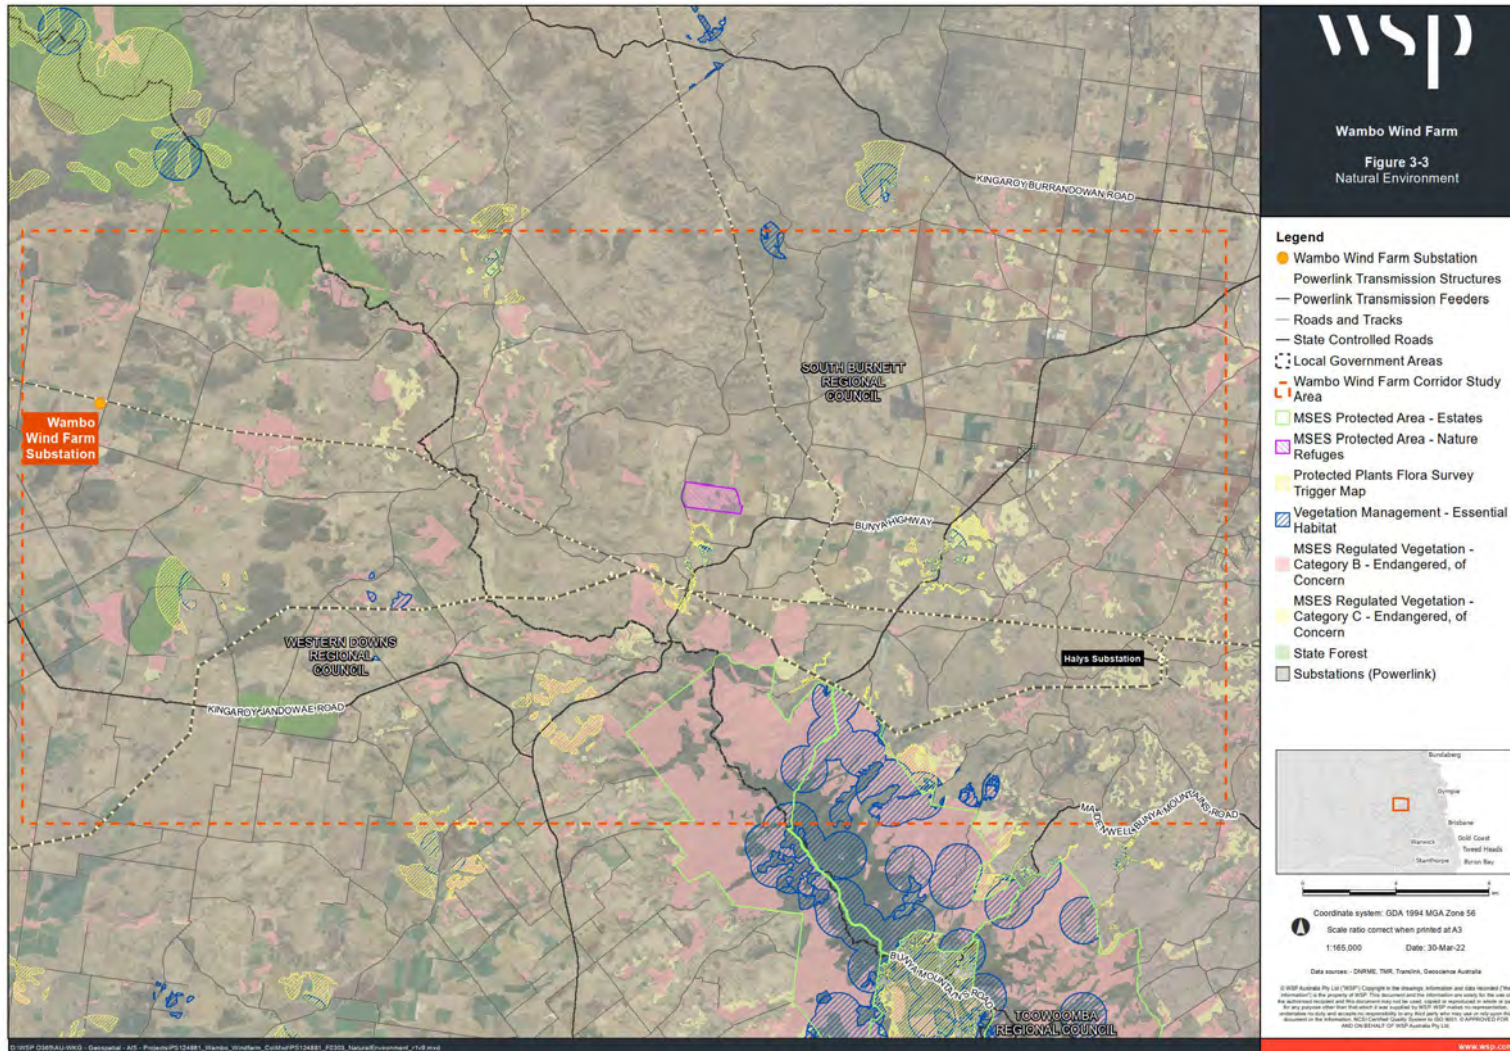 wsp
Wambo Wind Farm
Figure 3-3
Natural Environment
Legend
Wambo Wind Farm Substation
Powerlink Transmission Structures
Powerlink Transmission Feeders
Roads and Tracks
State Controlled Roads
Local Government Areas
Wambo Wind Farm Corridor Study
Area
MSES Protected Area - Estates
MSES Protected Area - Nature
Refuges
Protected Plants Flora Survey
Trigger Map
Vegetation Management - Essential
Habitat
MSES Regulated Vegetation -
Category B - Endangered, of
Concern
MSES Regulated Vegetation -
Category C - Endangered, of
Concern
State Forest
Substations (Powerlink)
KINGAROY BURRANDOWAN ROAD
SOUTH BURNETT
REGIONAL
COUNCIL
Wambo
Wind Farm
Substation
BUNYA HIGHWAY
WESTERN DOWNS
REGIONAL
COUNCIL
Halys Substation
KINGAROY JANDOWAE ROAD
MAIDENWELL BUNYA MOUNTAINS ROAD
BUNYA MOUNTAINS ROAD
TOOWOOMBA
REGIONAL COUNCIL
Bundaberg
Gympie
Brisbane
Gold Coast
Warwick
Tweed Heads
Stanthorpe
Byron Bay
Coordinate system: GDA 1994 MGA Zone 56
Scale ratio correct when printed at A3
1:165,000 Date: 30-Mar-22
Data sources: - DNRME, TMR, Translink, Geoscience Australia
www.wsp.com